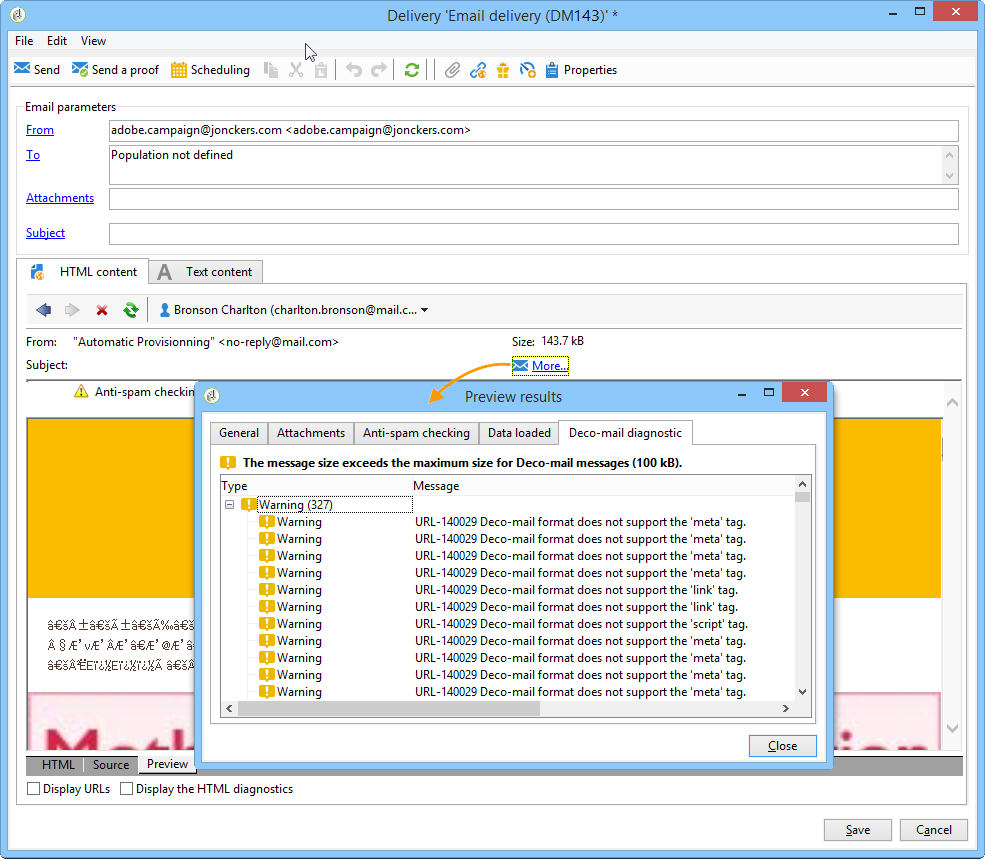 Delivery 'Email delivery (DM143)' *
File Edit View
Send Send a proof Scheduling Properties
Email parameters
From adobe.campaign@jonckers.com <adobe.campaign@jonckers.com>
To Population not defined
Attachments
Subject
HTML content A Text content
Bronson Charlton (charlton.bronson@mail.c...
From: "Automatic Provisionning" <no-reply@mail.com> Size: 143.7 kB
Subject: More...
Anti-spam checkin
Preview results
General Attachments Anti-spam checking Data loaded Deco-mail diagnostic
The message size exceeds the maximum size for Deco-mail messages (100 kB).
Type Message
Warning (327)
Warning URL-140029 Deco-mail format does not support the 'meta' tag.
Warning URL-140029 Deco-mail format does not support the 'meta' tag.
Warning URL-140029 Deco-mail format does not support the 'meta' tag.
Warning URL-140029 Deco-mail format does not support the 'meta' tag.
Warning URL-140029 Deco-mail format does not support the 'link' tag.
Warning URL-140029 Deco-mail format does not support the 'link' tag.
Warning URL-140029 Deco-mail format does not support the 'script' tag.
Warning URL-140029 Deco-mail format does not support the 'meta' tag.
Warning URL-140029 Deco-mail format does not support the 'meta' tag.
Warning URL-140029 Deco-mail format does not support the 'meta' tag.
Warning URL-140029 Deco-mail format does not support the 'meta' tag.
Close
HTML Source Preview
Display URLs Display the HTML diagnostics
Save Cancel